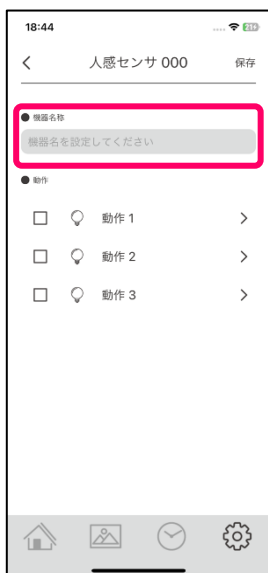 18:44
人感センサ 000
保存
● 機器名称
機器名を設定してください
● 動作
動作 1
動作 2
動作 3